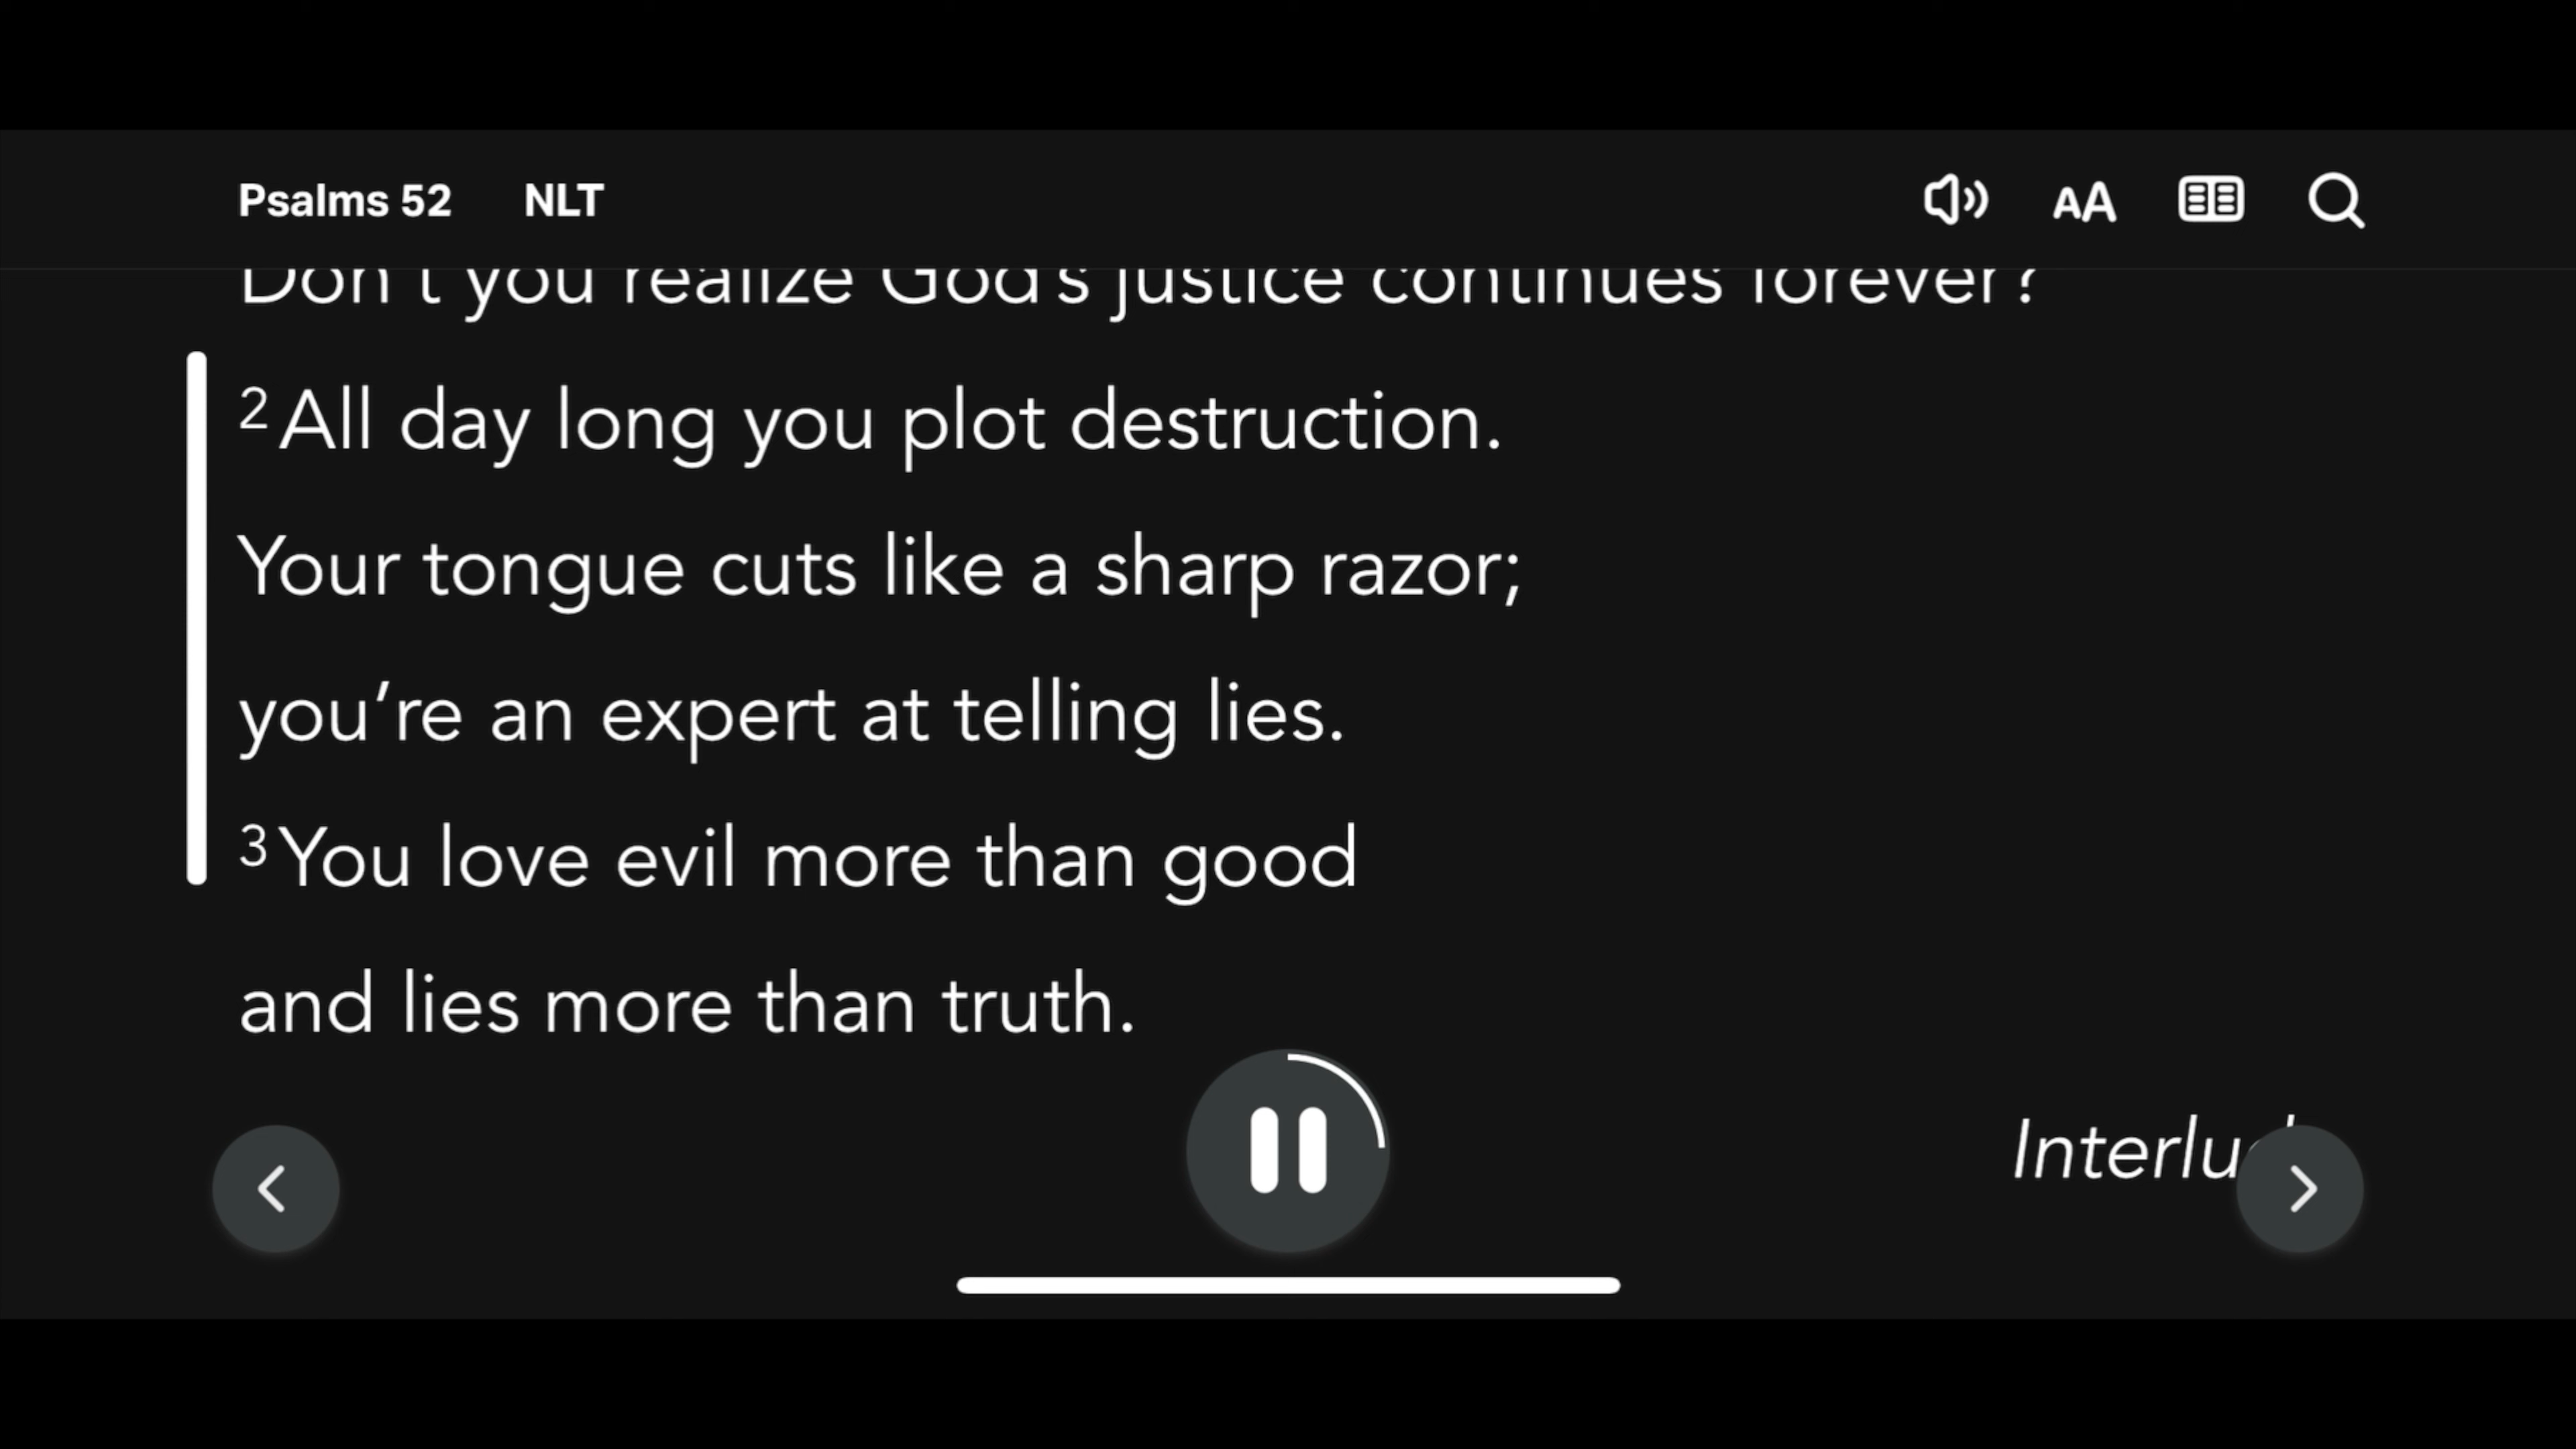 Psalms 52 NLT AA
Don't you realize God's justice continues forever?
2 All day long you plot destruction.
Your tongue cuts like a sharp razor;
you’re an expert at telling lies.
3 You love evil more than good
and lies more than truth.